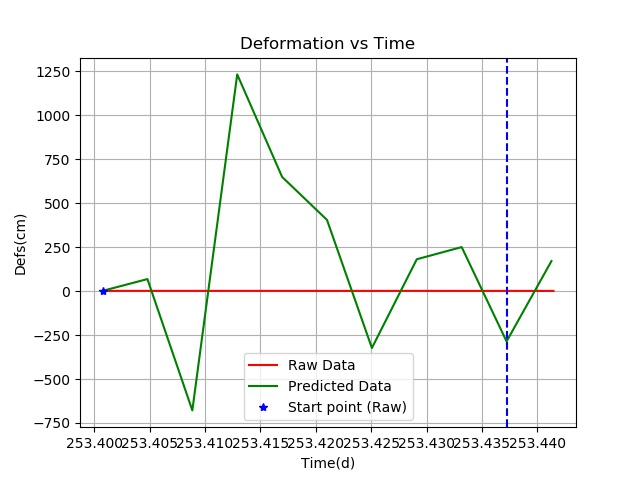 Deformation vs Time
Defs(cm)
1250
1000
750
500
250
0
−250
−500
−750
Raw Data
Predicted Data
Start point (Raw)
253.400 253.405 253.410 253.415 253.420 253.425 253.430 253.435 253.440
Time(d)